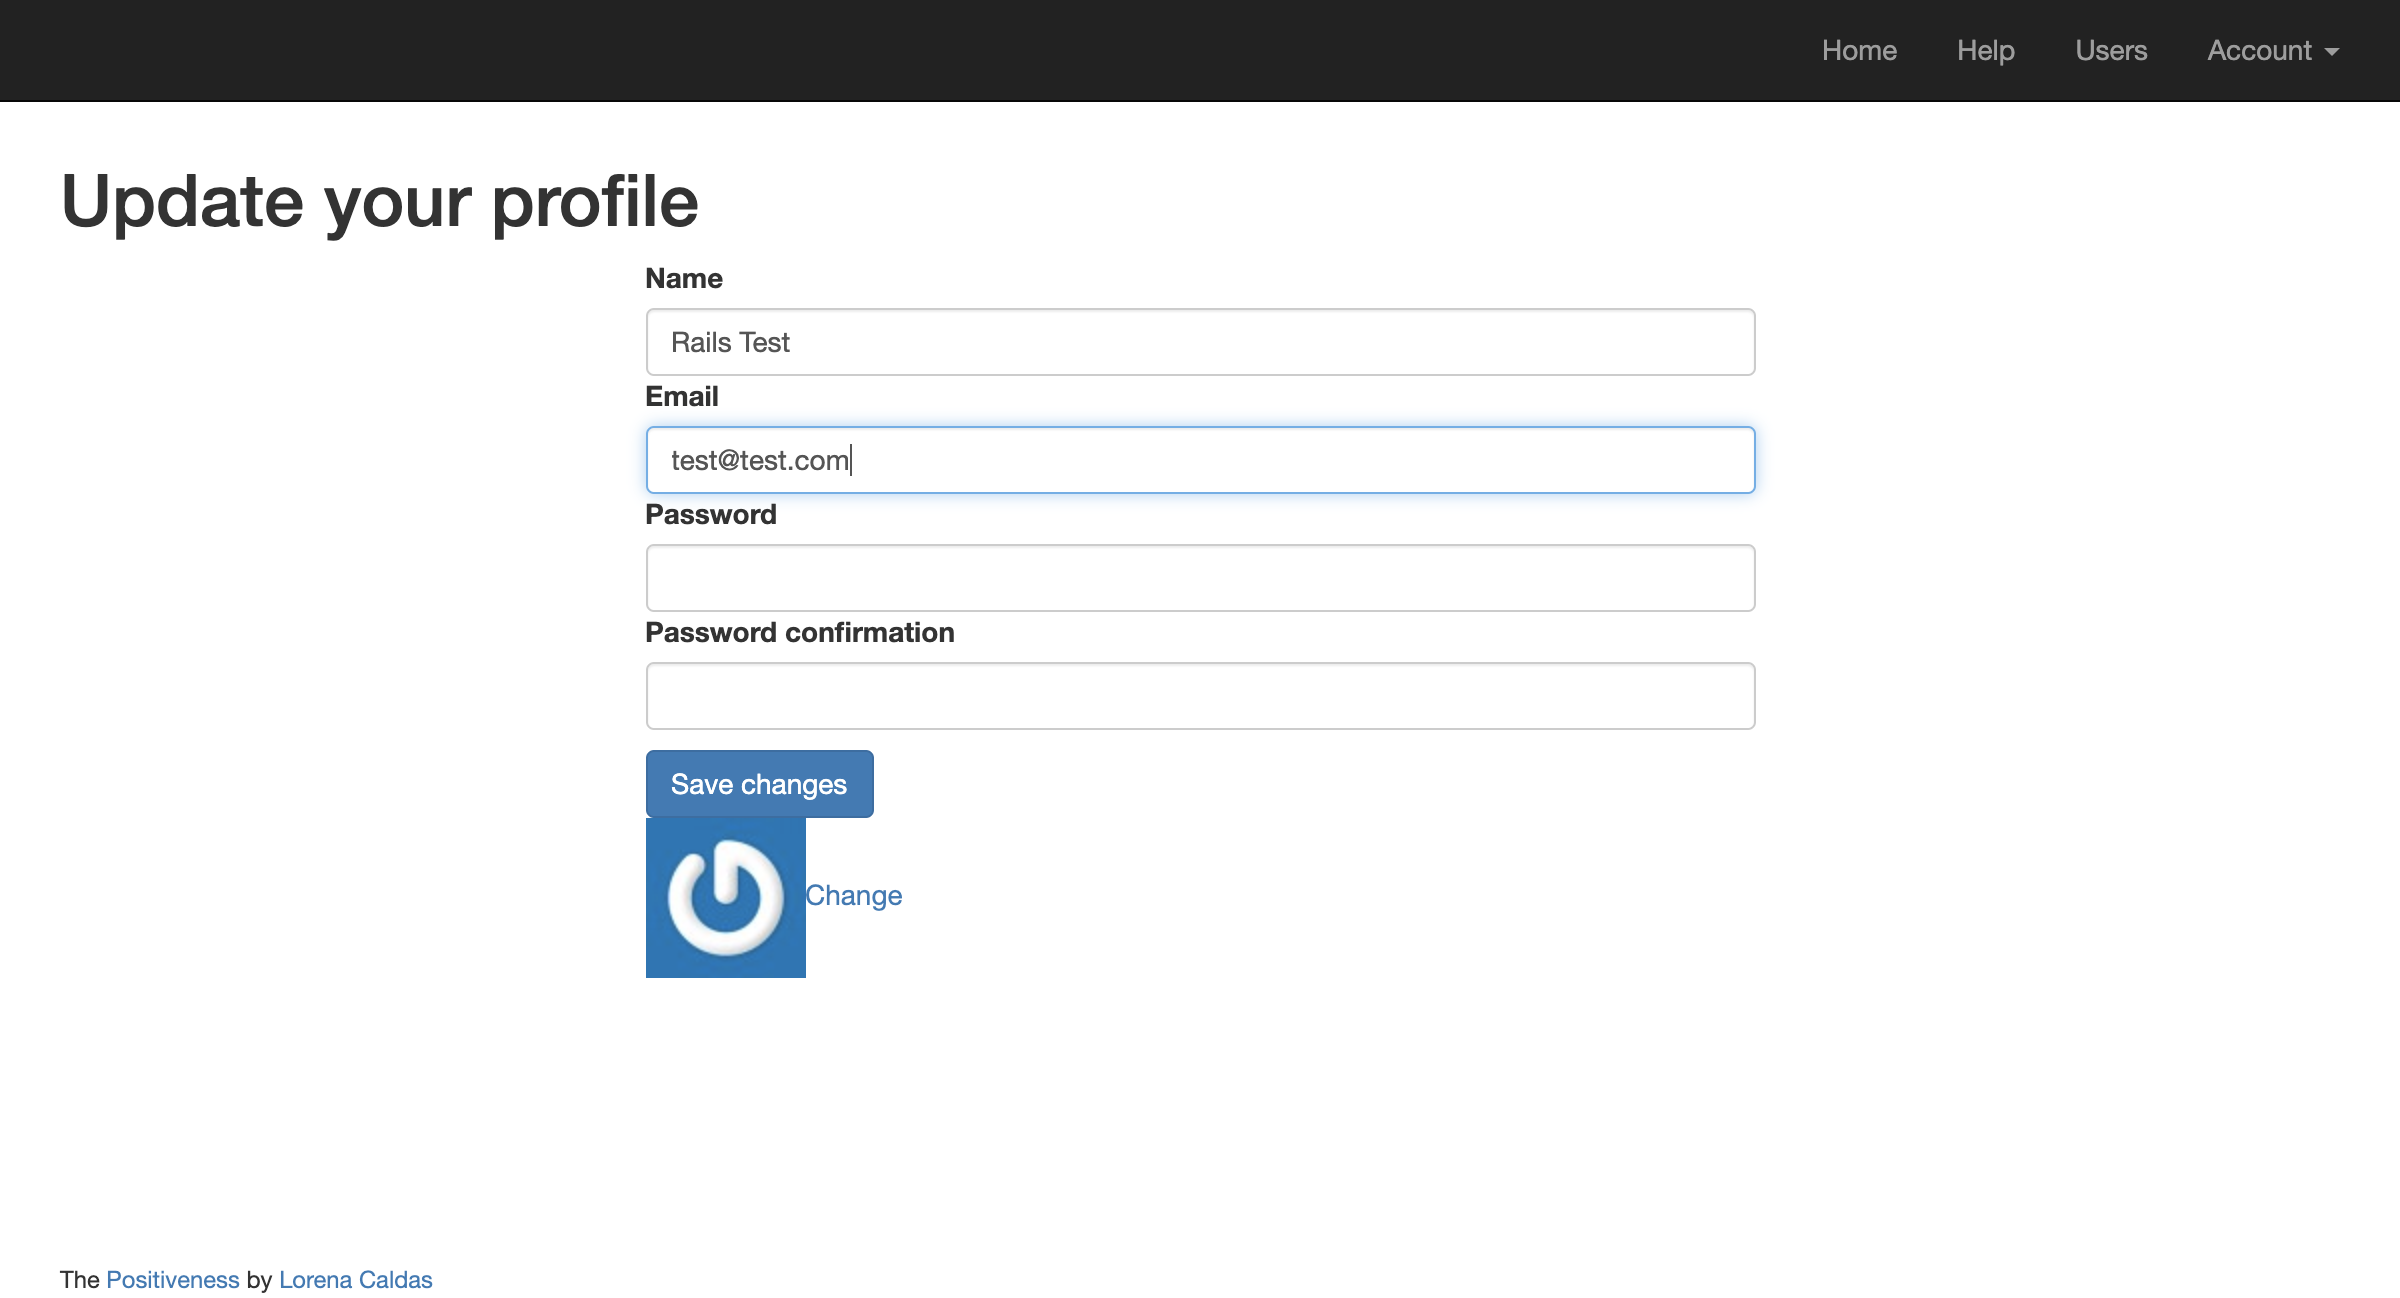 Home Help Users Account
Update your profile
Name
Rails Test
Email
test@test.com
Password
Password confirmation
Save changes
Change
The Positiveness by Lorena Caldas